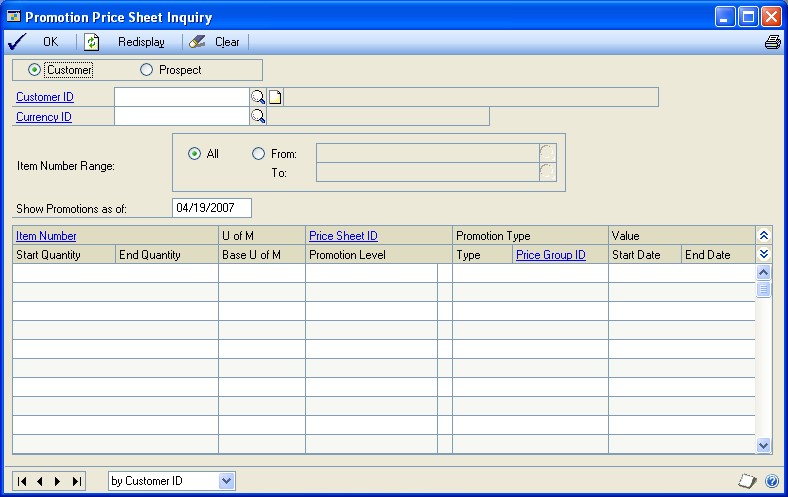 Promotion Price Sheet Inquiry
OK Redisplay Clear
Customer Prospect
Customer ID
Currency ID
Item Number Range: All From:
To:
Show Promotions as of: 04/19/2007
Item Number U of M Price Sheet ID Promotion Type Value
Start Quantity End Quantity Base U of M Promotion Level Type Price Group ID Start Date End Date
by Customer ID